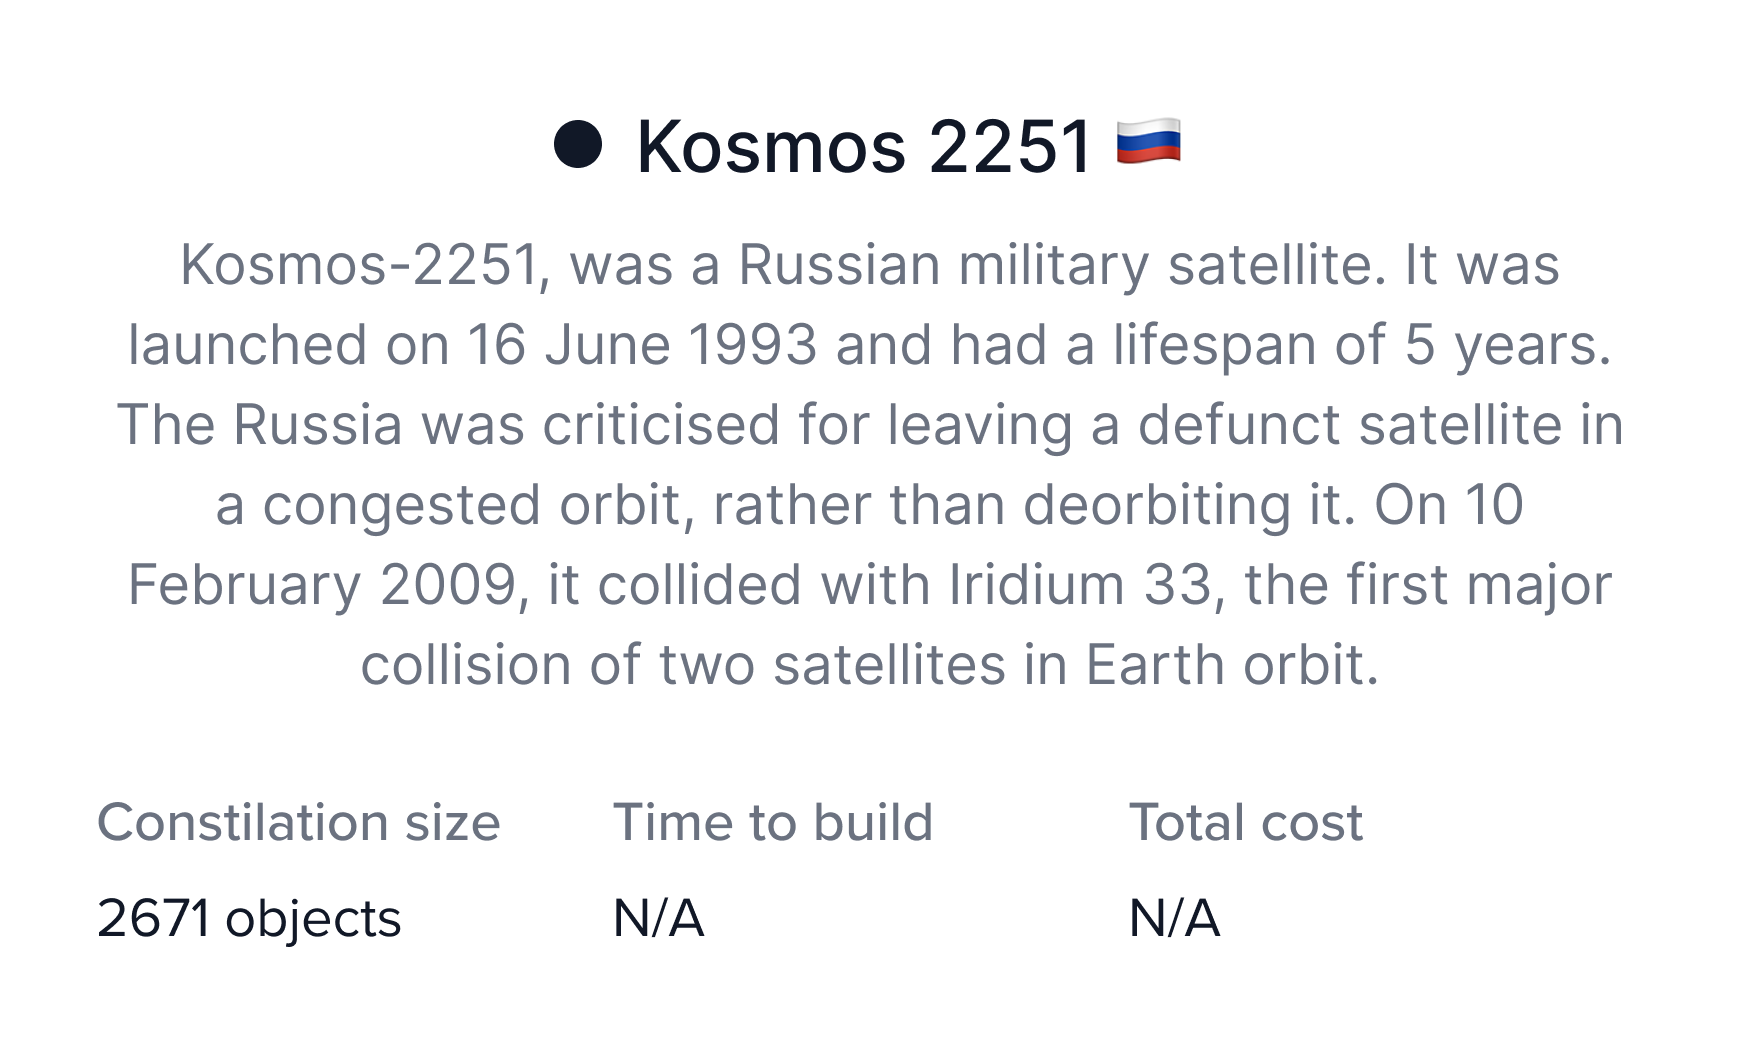 Kosmos 2251
Kosmos-2251, was a Russian military satellite. It was
launched on 16 June 1993 and had a lifespan of 5 years.
The Russia was criticised for leaving a defunct satellite in
a congested orbit, rather than deorbiting it. On 10
February 2009, it collided with Iridium 33, the first major
collision of two satellites in Earth orbit.
Constilation size
2671 objects
Time to build
N/A
Total cost
N/A